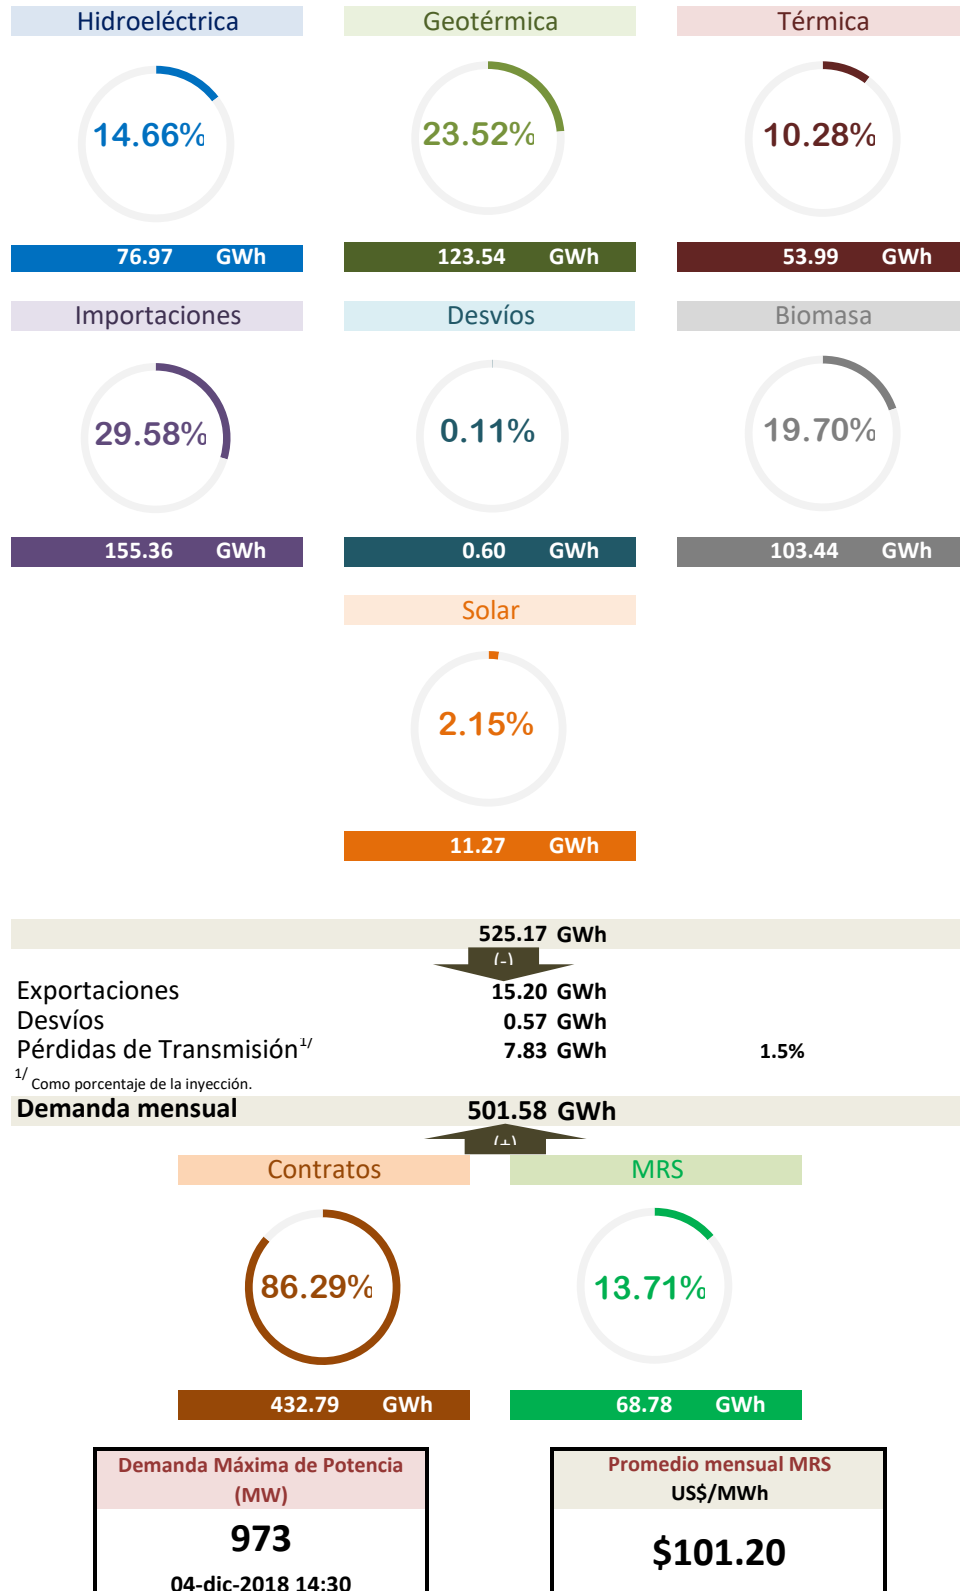 Hidroeléctrica Geotérmica Térmica
14.66% 23.52% 10.28%
76.97 GWh 123.54 GWh 53.99 GWh
Importaciones Desvíos Biomasa
29.58% 0.11% 19.70%
155.36 GWh 0.60 GWh 103.44 GWh
Solar
2.15%
11.27 GWh
525.17 GWh
(-)
Exportaciones 15.20 GWh
Desvíos 0.57 GWh
Pérdidas de Transmisión 1/ 7.83 GWh 1.5%
1/ Como porcentaje de la inyección.
Demanda mensual 501.58 GWh
(+)
Contratos MRS
86.29% 13.71%
432.79 GWh 68.78 GWh
Demanda Máxima de Potencia Promedio mensual MRS
(MW) US$/MWh
973 $101.20
04-dic-2018 14:30